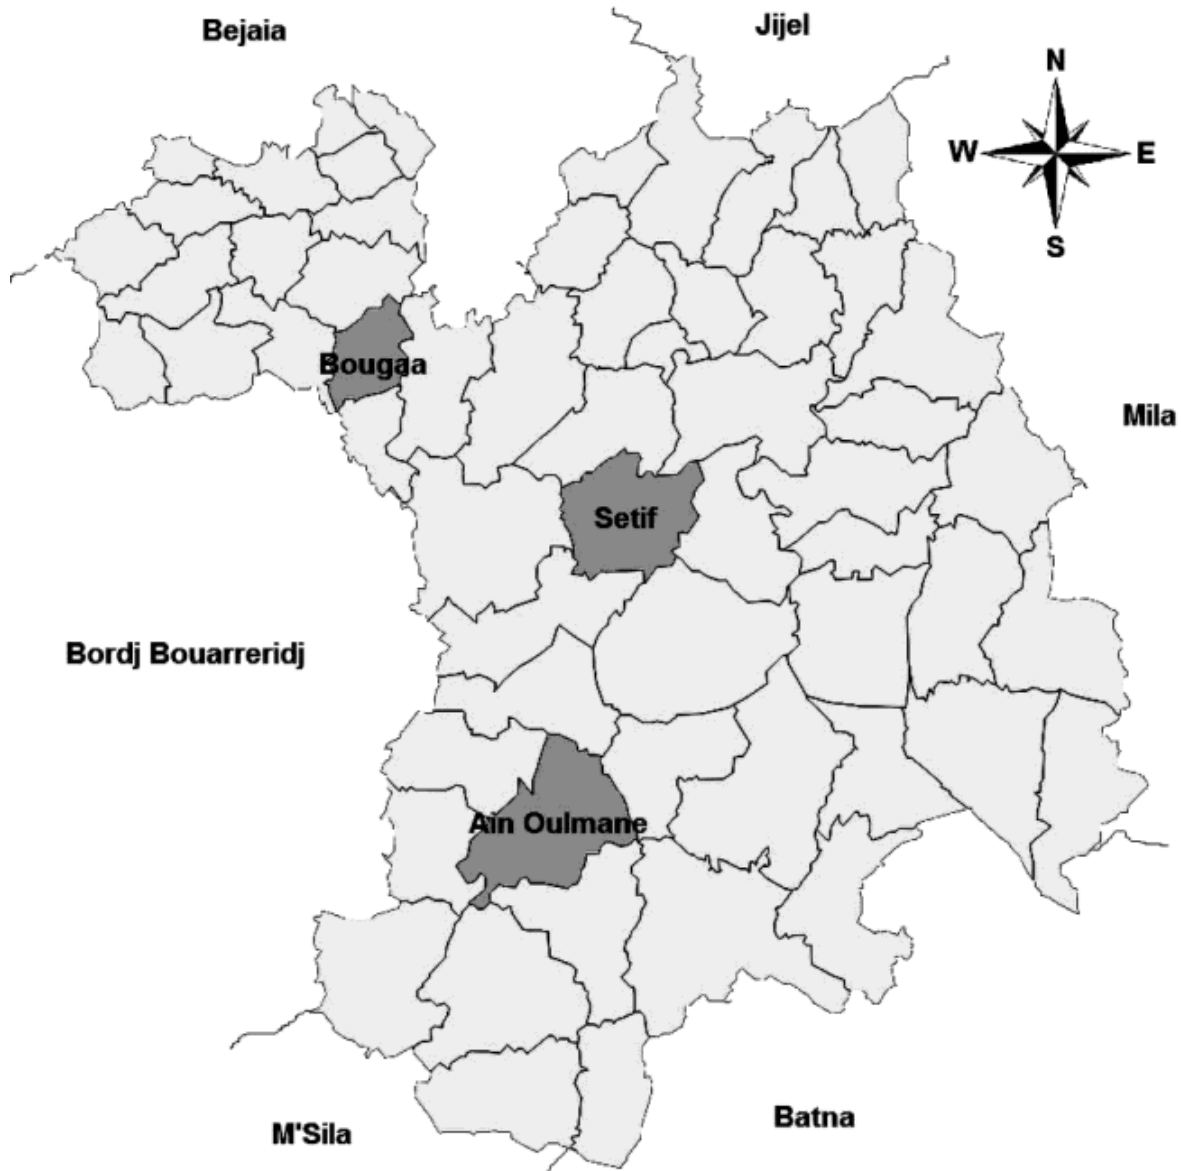 Bejaia
Jijel
N
W
E
S
Bougaa
Mila
Setif
Bordj Bouarreridj
Ain Oulmane
M'Sila
Batna